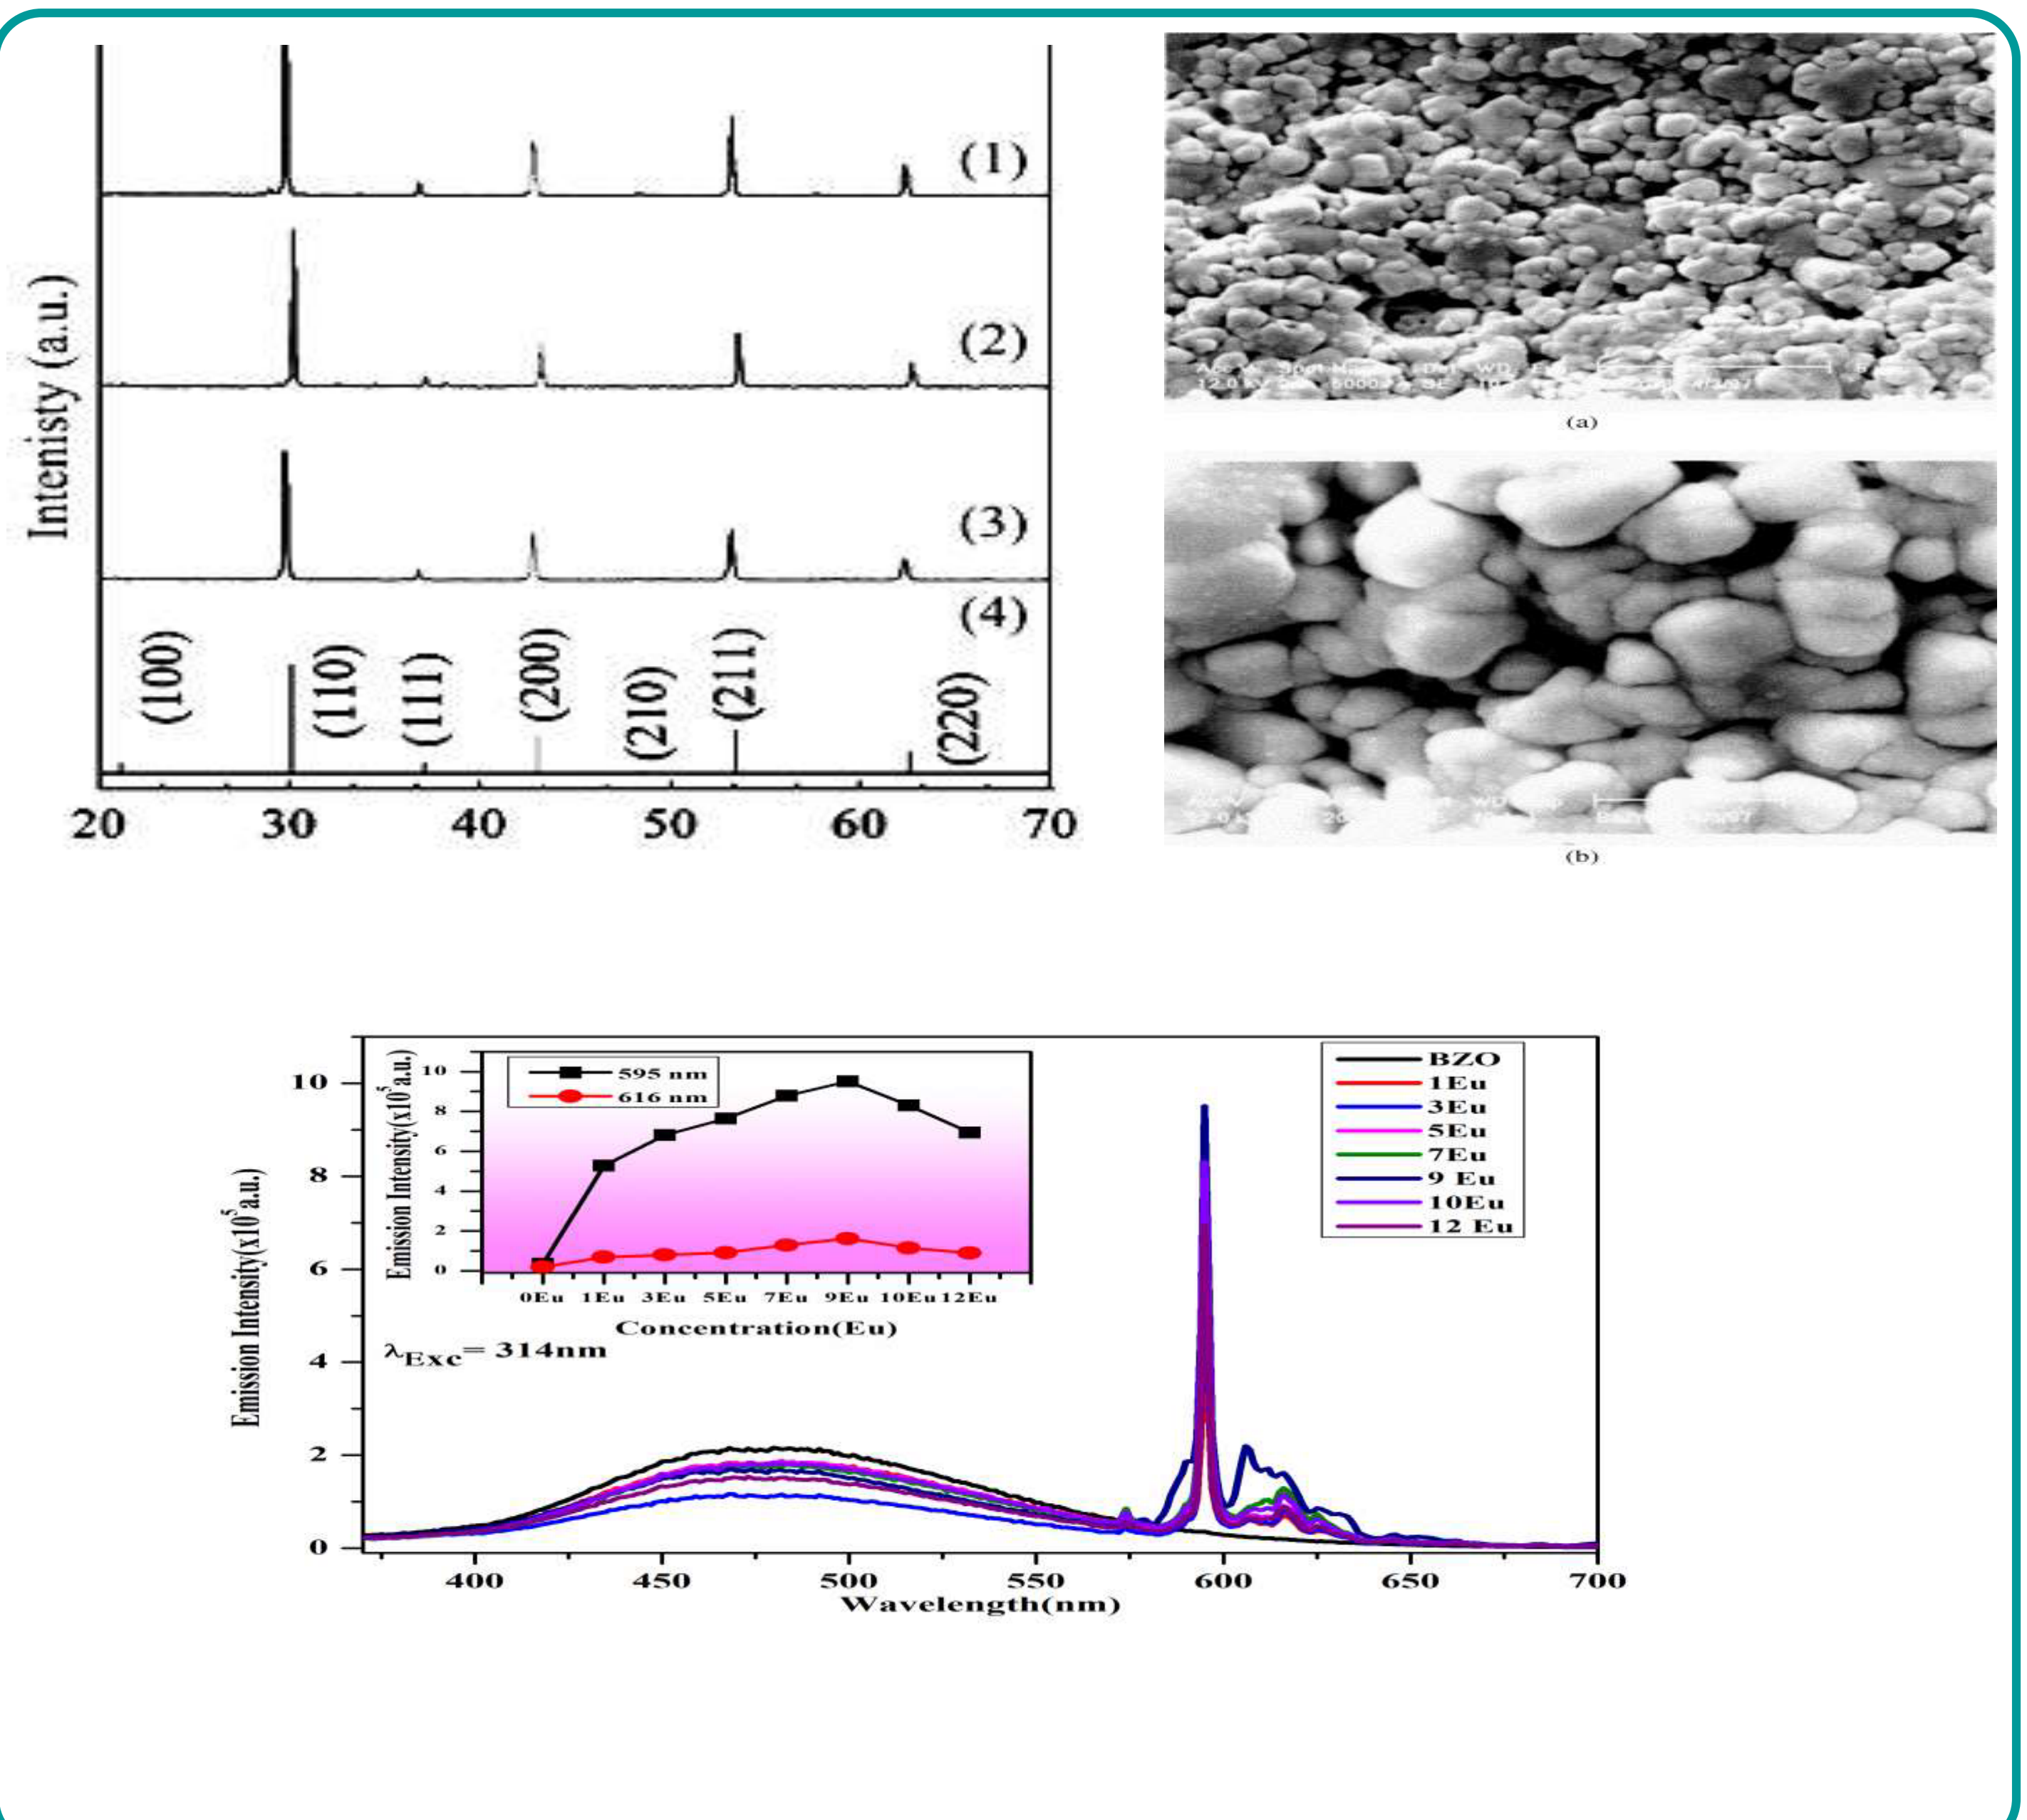 Intenisty (a.u.)
(1)
(2)
(3)
(4)
(100)
(110)
(111)
(200)
(210)
(211)
(220)
20 30 40 50 60 70
(a)
(b)
Emission Intensity(x10⁵a.u.)
10
8
6
4
2
0
Emission Intensity(x10⁵a.u.)
10
8
6
4
2
0
595 nm
616 nm
0Eu 1Eu 3Eu 5Eu 7Eu 9Eu 10Eu 12Eu
Concentration(Eu)
λExc= 314nm
BZO
1Eu
3Eu
5Eu
7Eu
9 Eu
10Eu
12 Eu
400 450 500 550 600 650 700
Wavelength(nm)